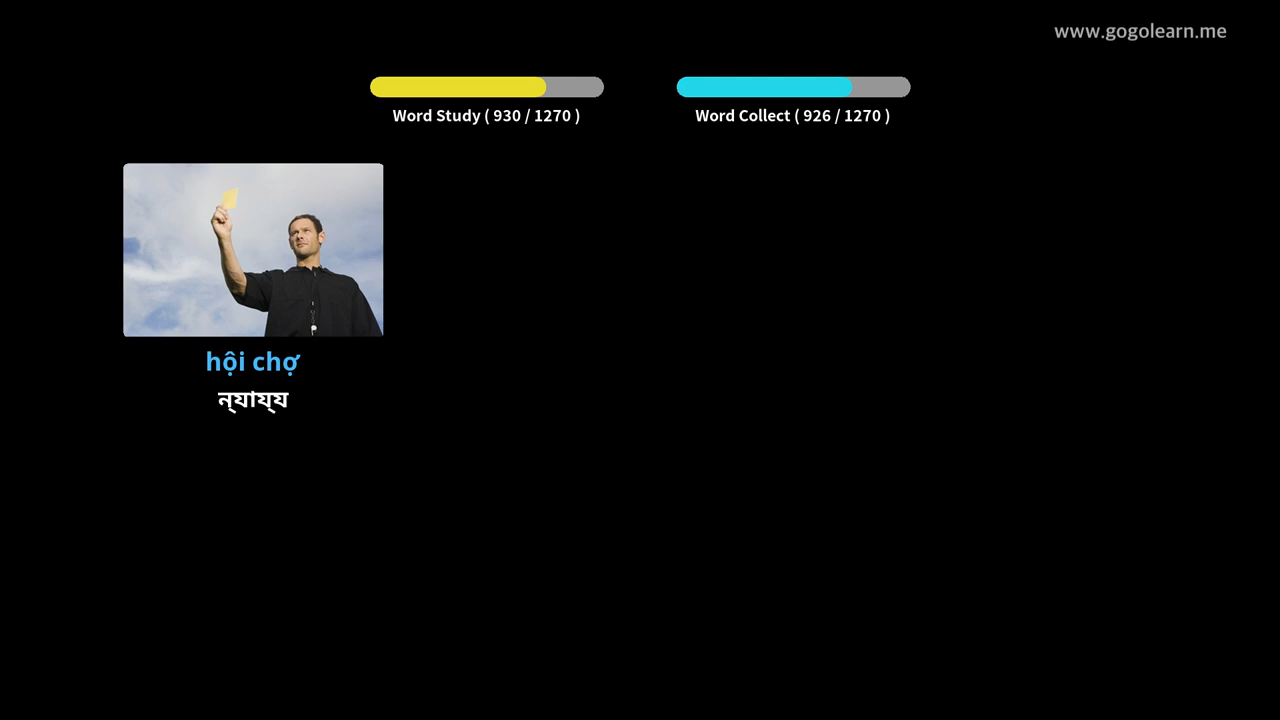 www.gogolearn.me
Word Study ( 930 / 1270 )
Word Collect ( 926 / 1270 )
hội chợ
ন্যায্য